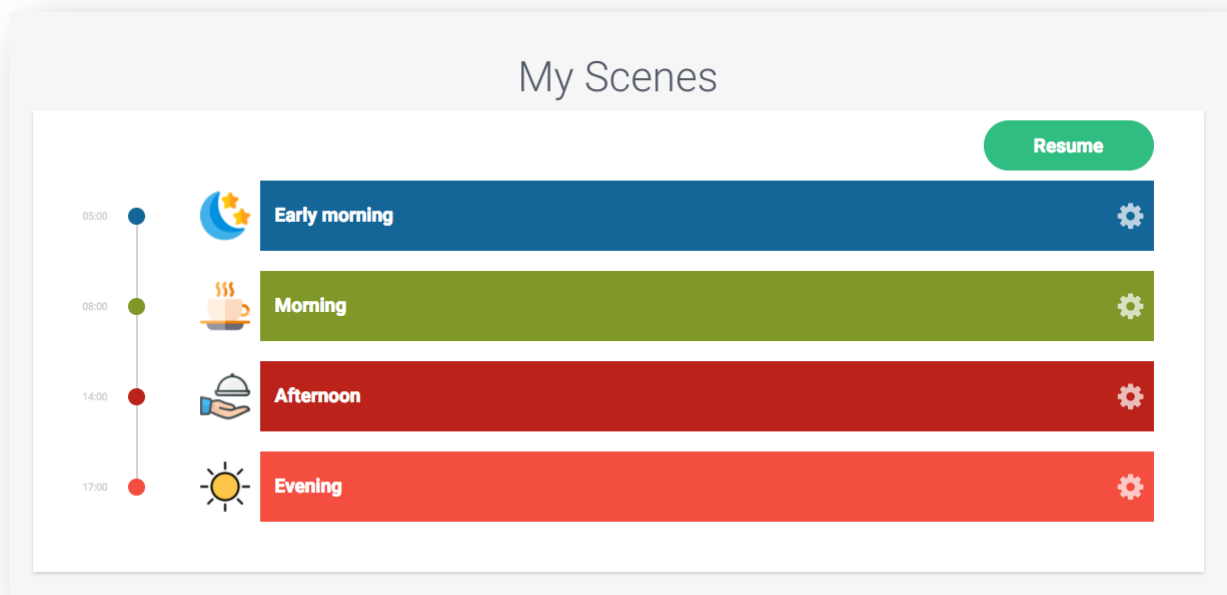 My Scenes
Resume
05:00 Early morning
08:00 Morning
14:00 Afternoon
17:00 Evening